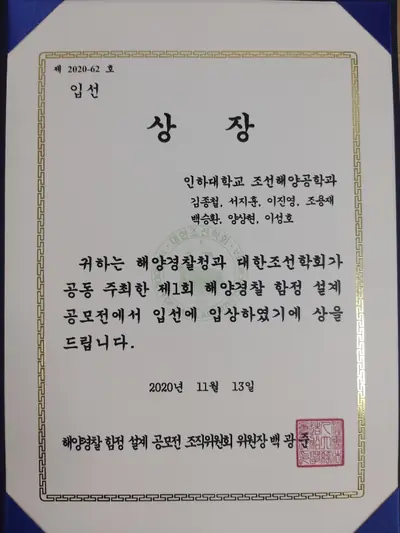 제 2020-62 호
입선
상 장
인하대학교 조선해양공학과
김종철, 서지훈, 이진영, 조용재
백승환, 양상현, 이성호
귀하는 해양경찰청과 대한조선학회가
공동 주최한 제1회 해양경찰 함정 설계
공모전에서 입선에 입상하였기에 상을
드립니다.
2020년 11월 13일
해양경찰 함정 설계 공모전 조직위원회 위원장 백 광 준